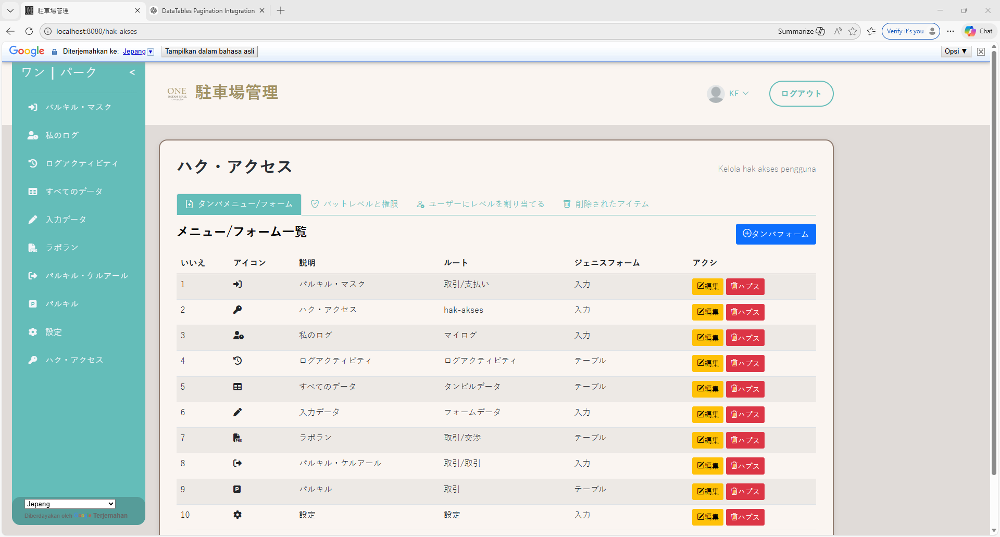 駐車場管理
DataTables Pagination Integration
localhost:8080/hak-akses
Summarize
Verify it's you
Chat
Google
Diterjemahkan ke: Jepang
Tampilkan dalam bahasa asli
Opsi ▼
ワン | パーク
<
ONE
BATAM MALL
駐車場管理
KF
ログアウト
パルキル・マスク
私のログ
ログアクティビティ
すべてのデータ
入力データ
ラポラン
パルキル・ケルアール
パルキル
設定
ハク・アクセス
Jepang
Diberdayakan oleh Google Terjemahan
ハク・アクセス
Kelola hak akses pengguna
タンバメニュー/フォーム
バットレベルと権限
ユーザーにレベルを割り当てる
削除されたアイテム
メニュー/フォーム一覧
タンバフォーム
いいえ アイコン 説明 ルート ジェニスフォーム アクシ
1 パルキル・マスク 取引/支払い 入力 編集 ハプス
2 ハク・アクセス hak-akses 入力 編集 ハプス
3 私のログ マイログ 入力 編集 ハプス
4 ログアクティビティ ログアクティビティ テーブル 編集 ハプス
5 すべてのデータ タンピルデータ テーブル 編集 ハプス
6 入力データ フォームデータ 入力 編集 ハプス
7 ラポラン 取引/交渉 テーブル 編集 ハプス
8 パルキル・ケルアール 取引/取引 入力 編集 ハプス
9 パルキル 取引 テーブル 編集 ハプス
10 設定 設定 入力 編集 ハプス